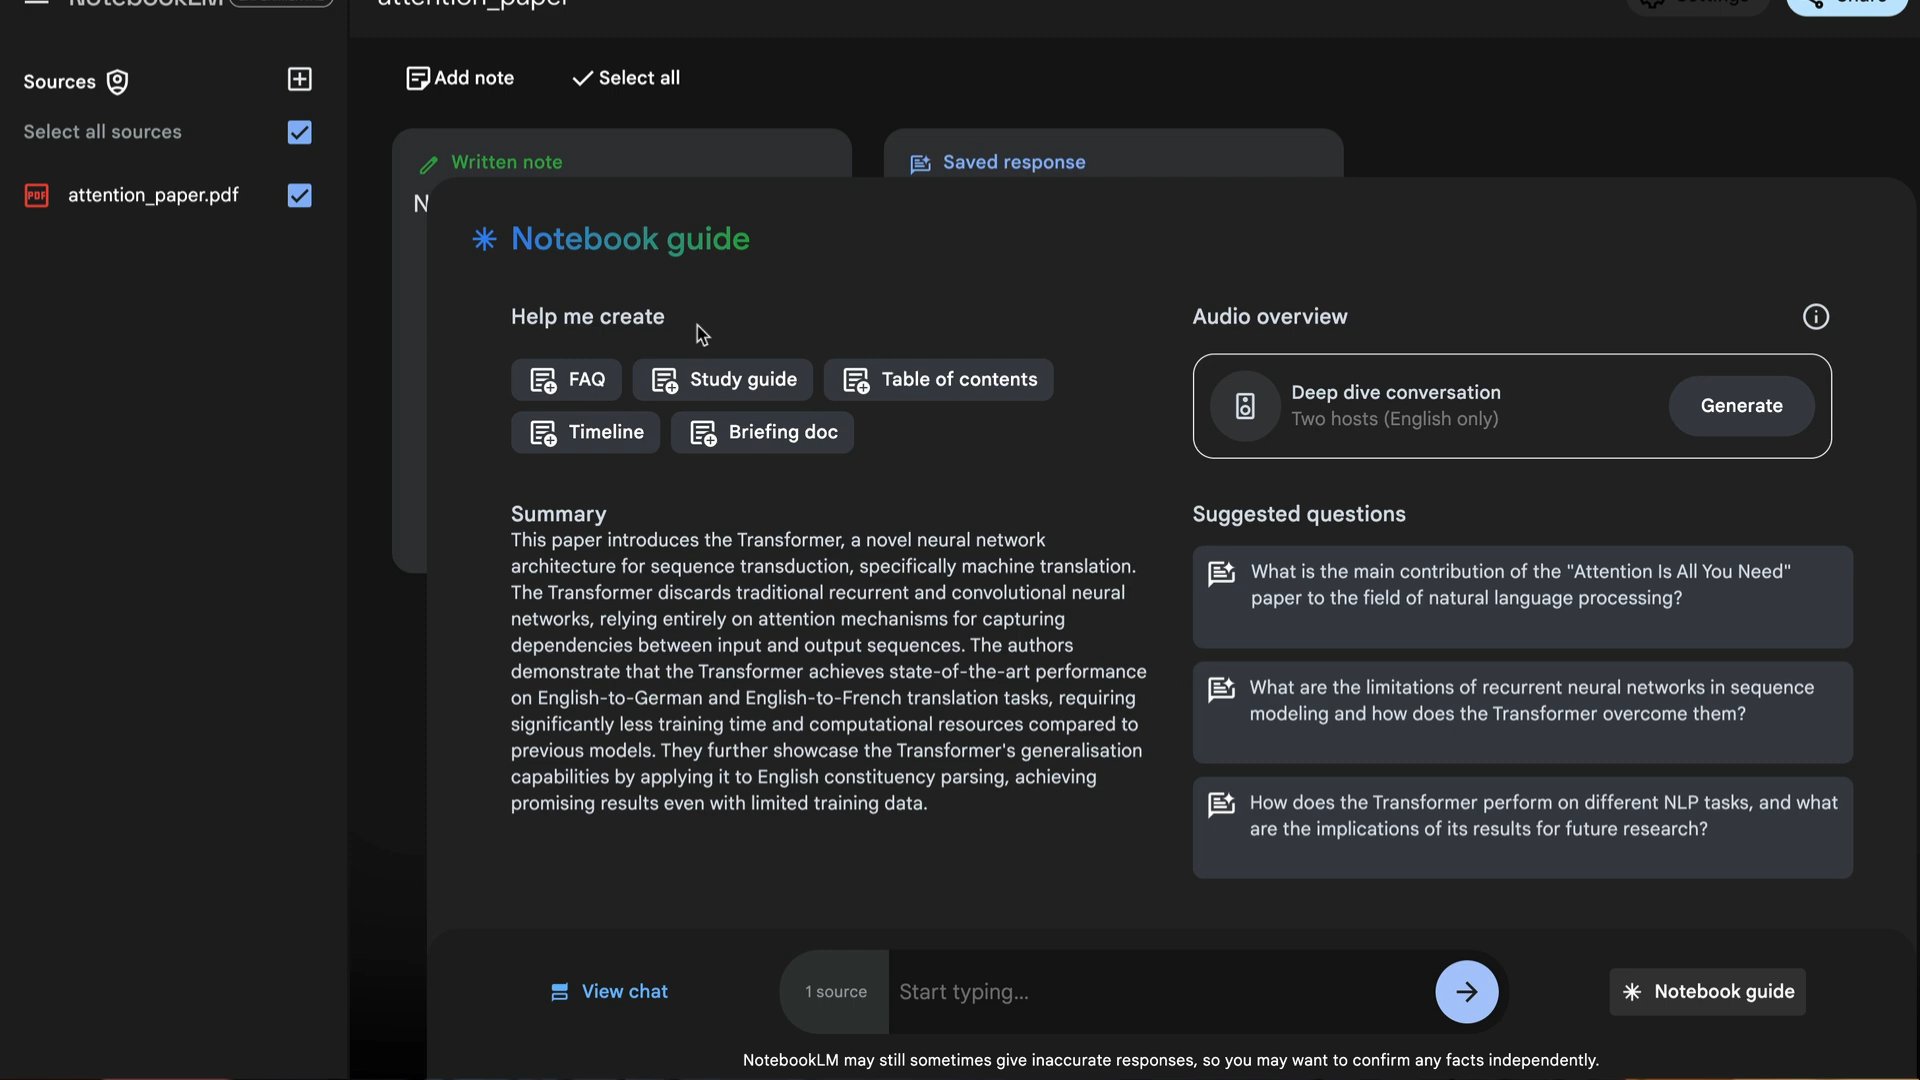 NotebookLM
attention_paper
Settings
Share
Sources
Add note
Select all
Select all sources
Written note
Saved response
PDF
attention_paper.pdf
N
Notebook guide
Help me create
FAQ
Study guide
Table of contents
Timeline
Briefing doc
Audio overview
Deep dive conversation
Two hosts (English only)
Generate
Summary
This paper introduces the Transformer, a novel neural network
architecture for sequence transduction, specifically machine translation.
The Transformer discards traditional recurrent and convolutional neural
networks, relying entirely on attention mechanisms for capturing
dependencies between input and output sequences. The authors
demonstrate that the Transformer achieves state-of-the-art performance
on English-to-German and English-to-French translation tasks, requiring
significantly less training time and computational resources compared to
previous models. They further showcase the Transformer's generalisation
capabilities by applying it to English constituency parsing, achieving
promising results even with limited training data.
Suggested questions
What is the main contribution of the "Attention Is All You Need"
paper to the field of natural language processing?
What are the limitations of recurrent neural networks in sequence
modeling and how does the Transformer overcome them?
How does the Transformer perform on different NLP tasks, and what
are the implications of its results for future research?
View chat
1 source
Start typing...
Notebook guide
NotebookLM may still sometimes give inaccurate responses, so you may want to confirm any facts independently.